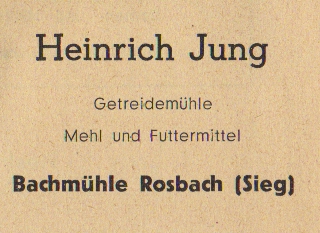 Heinrich Jung
Getreidemühle
Mehl und Futtermittel
Bachmühle Rosbach (Sieg)